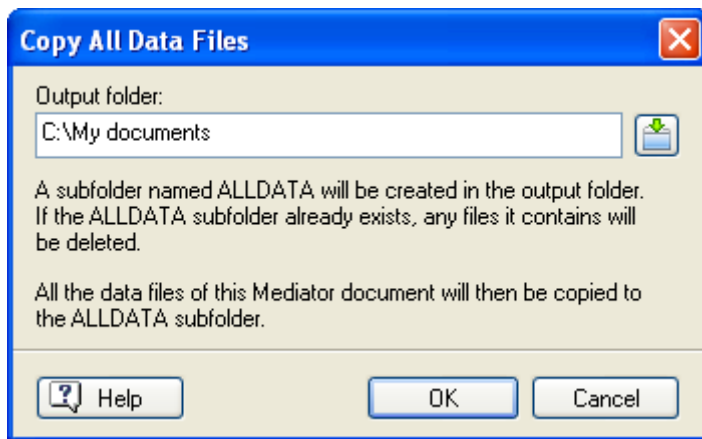 Copy All Data Files
Output folder:
C:\My documents
A subfolder named ALLDATA will be created in the output folder.
If the ALLDATA subfolder already exists, any files it contains will
be deleted.
All the data files of this Mediator document will then be copied to
the ALLDATA subfolder.
Help
OK
Cancel